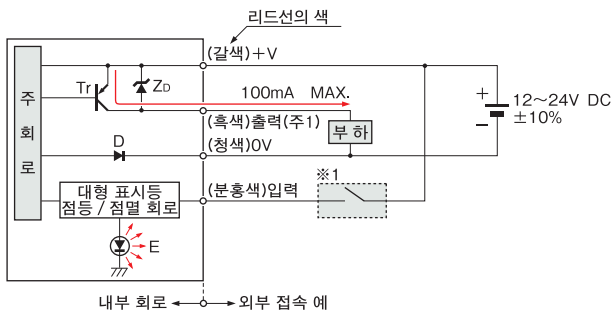 리드선의 색
(갈색)+V
Tr
ZD
100mA MAX.
주회로
(흑색)출력(주1)
부하
12~24V DC
±10%
+
−
D
(청색)0V
※1
대형 표시등
점등/점멸 회로
(분홍색)입력
E
내부 회로
외부 접속 예